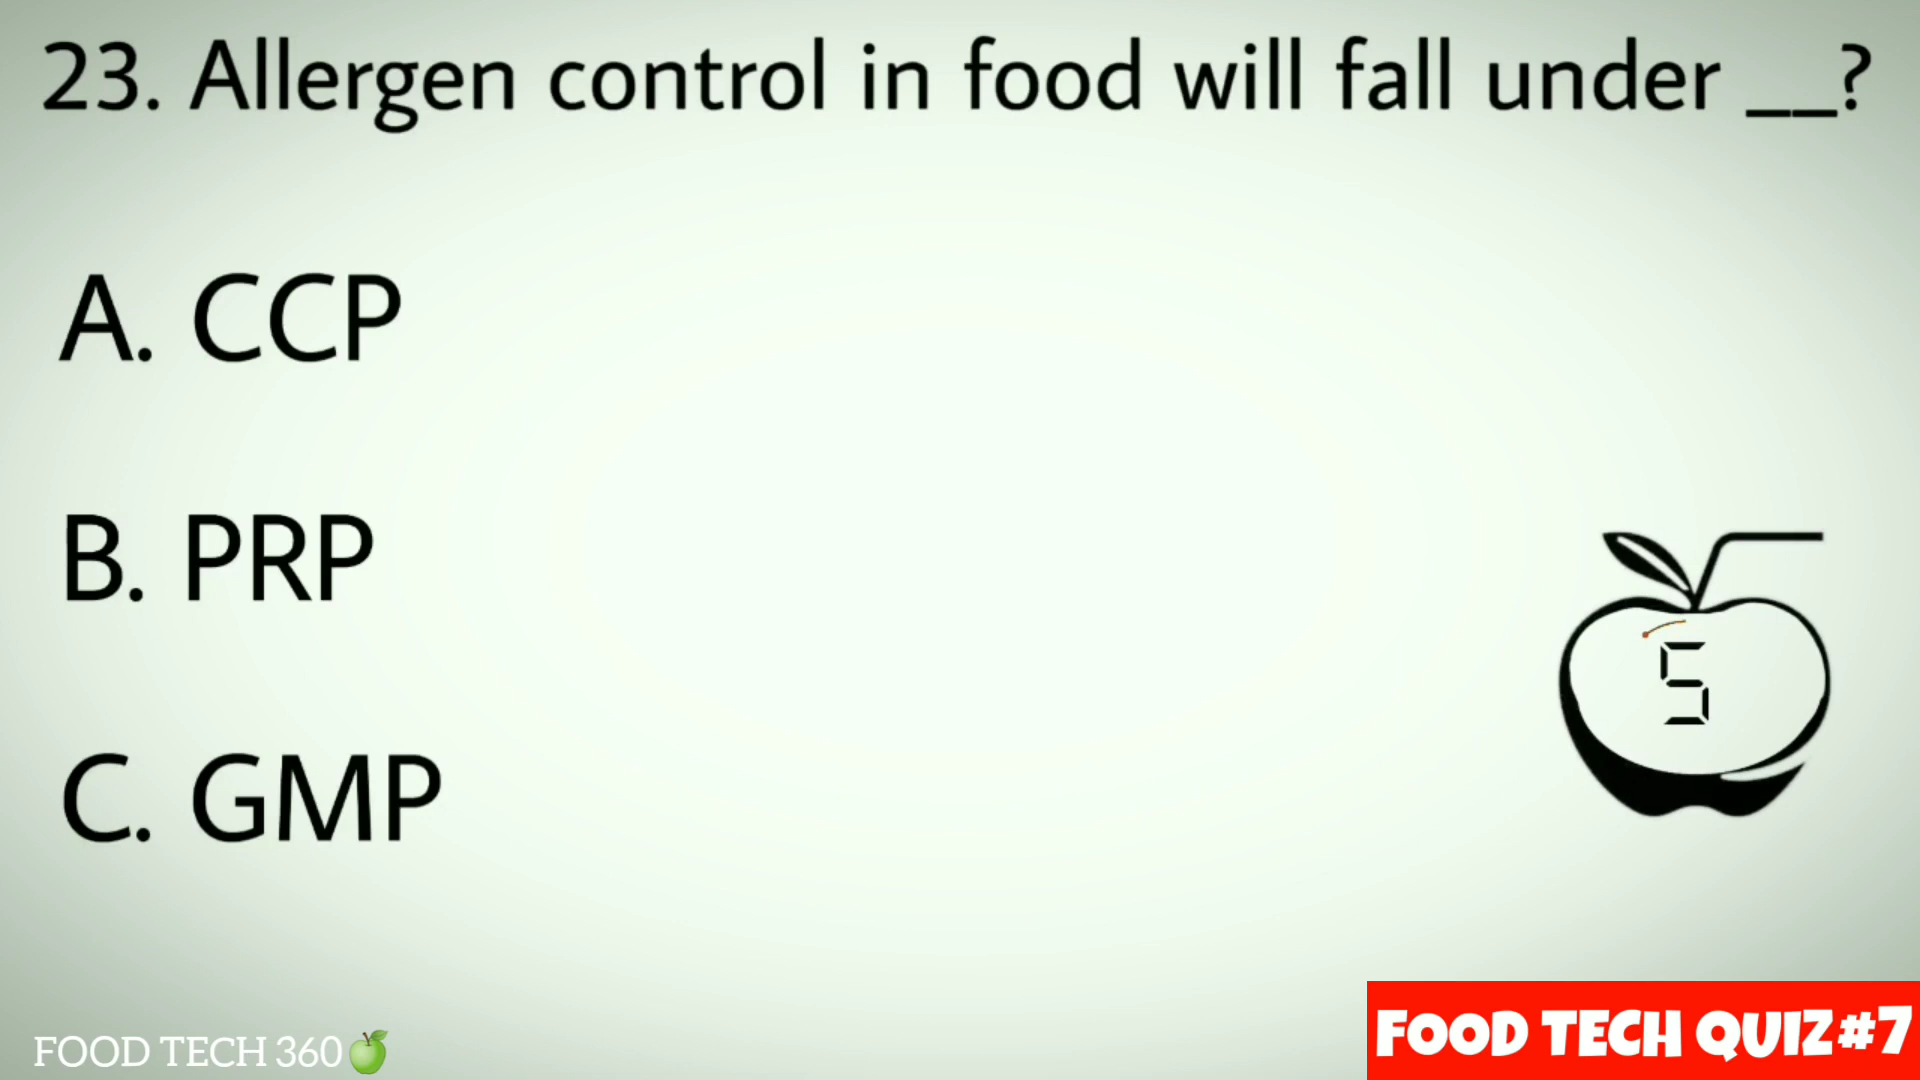 23. Allergen control in food will fall under __?
A. CCP
B. PRP
5
C. GMP
FOOD TECH 360
FOOD TECH QUIZ#7